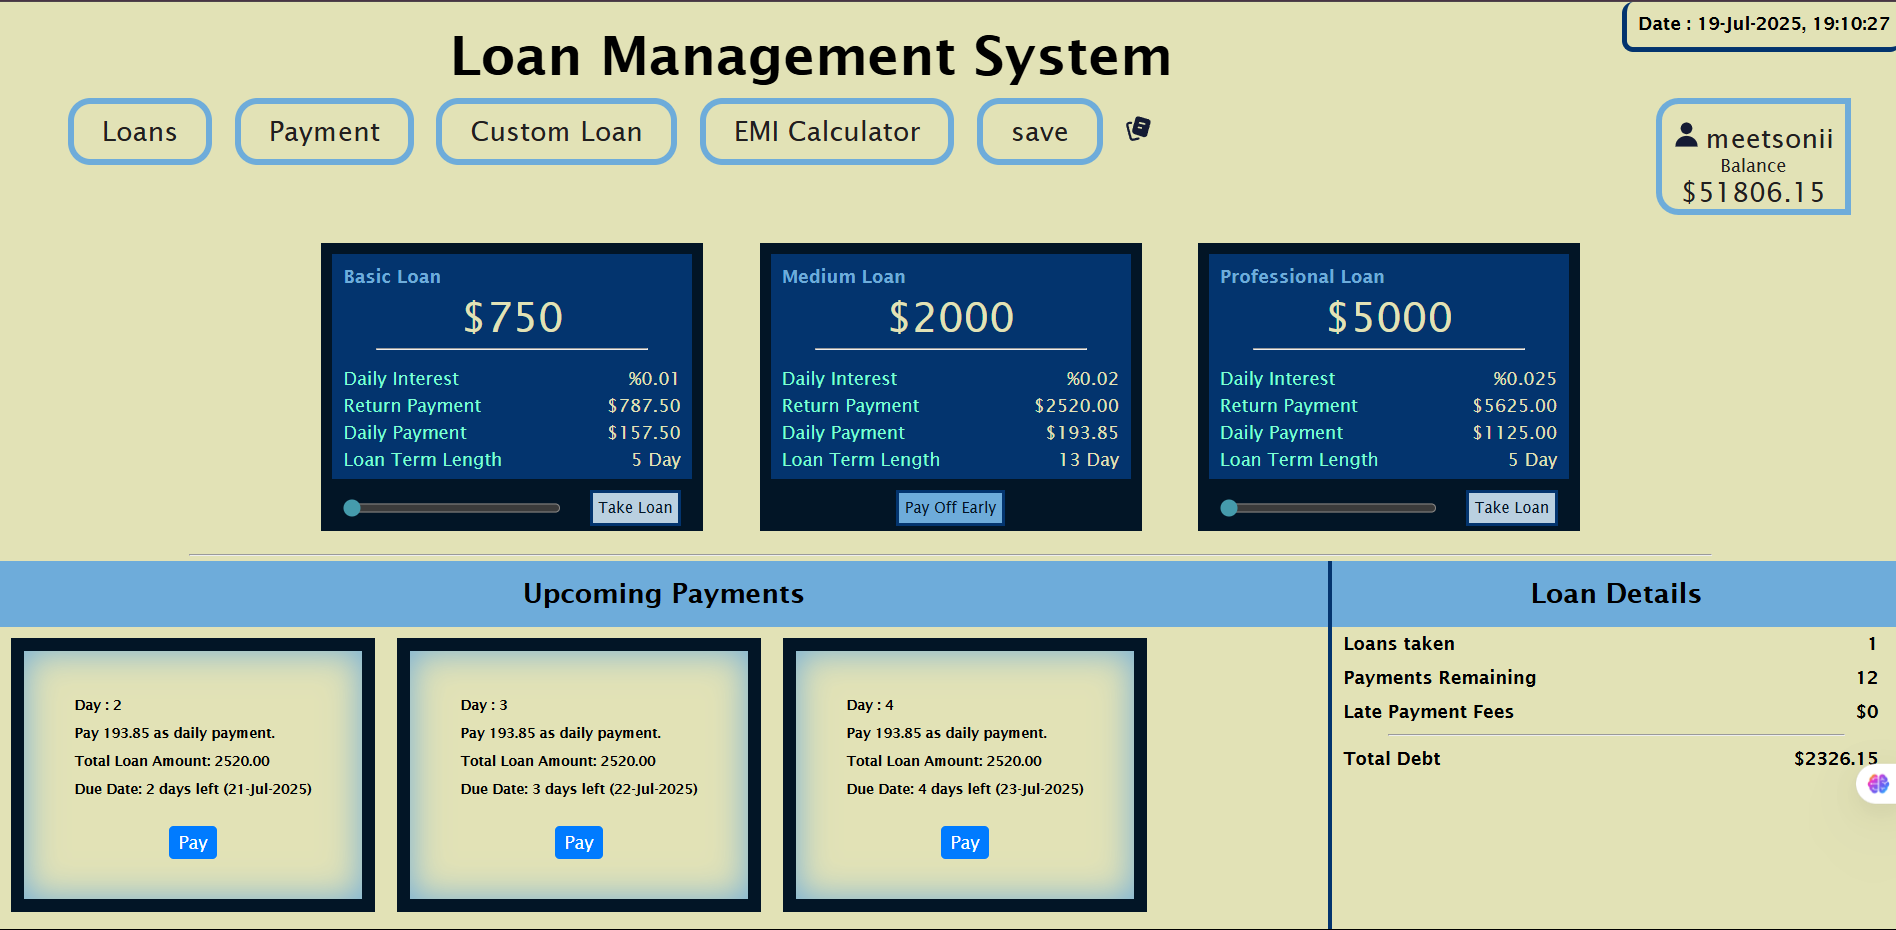 Date : 19-Jul-2025, 19:10:27
Loan Management System
Loans
Payment
Custom Loan
EMI Calculator
save
meetsonii
Balance
$51806.15
Basic Loan
$750
Daily Interest %0.01
Return Payment $787.50
Daily Payment $157.50
Loan Term Length 5 Day
Take Loan
Medium Loan
$2000
Daily Interest %0.02
Return Payment $2520.00
Daily Payment $193.85
Loan Term Length 13 Day
Pay Off Early
Professional Loan
$5000
Daily Interest %0.025
Return Payment $5625.00
Daily Payment $1125.00
Loan Term Length 5 Day
Take Loan
Upcoming Payments
Day : 2
Pay 193.85 as daily payment.
Total Loan Amount: 2520.00
Due Date: 2 days left (21-Jul-2025)
Pay
Day : 3
Pay 193.85 as daily payment.
Total Loan Amount: 2520.00
Due Date: 3 days left (22-Jul-2025)
Pay
Day : 4
Pay 193.85 as daily payment.
Total Loan Amount: 2520.00
Due Date: 4 days left (23-Jul-2025)
Pay
Loan Details
Loans taken 1
Payments Remaining 12
Late Payment Fees $0
Total Debt $2326.15